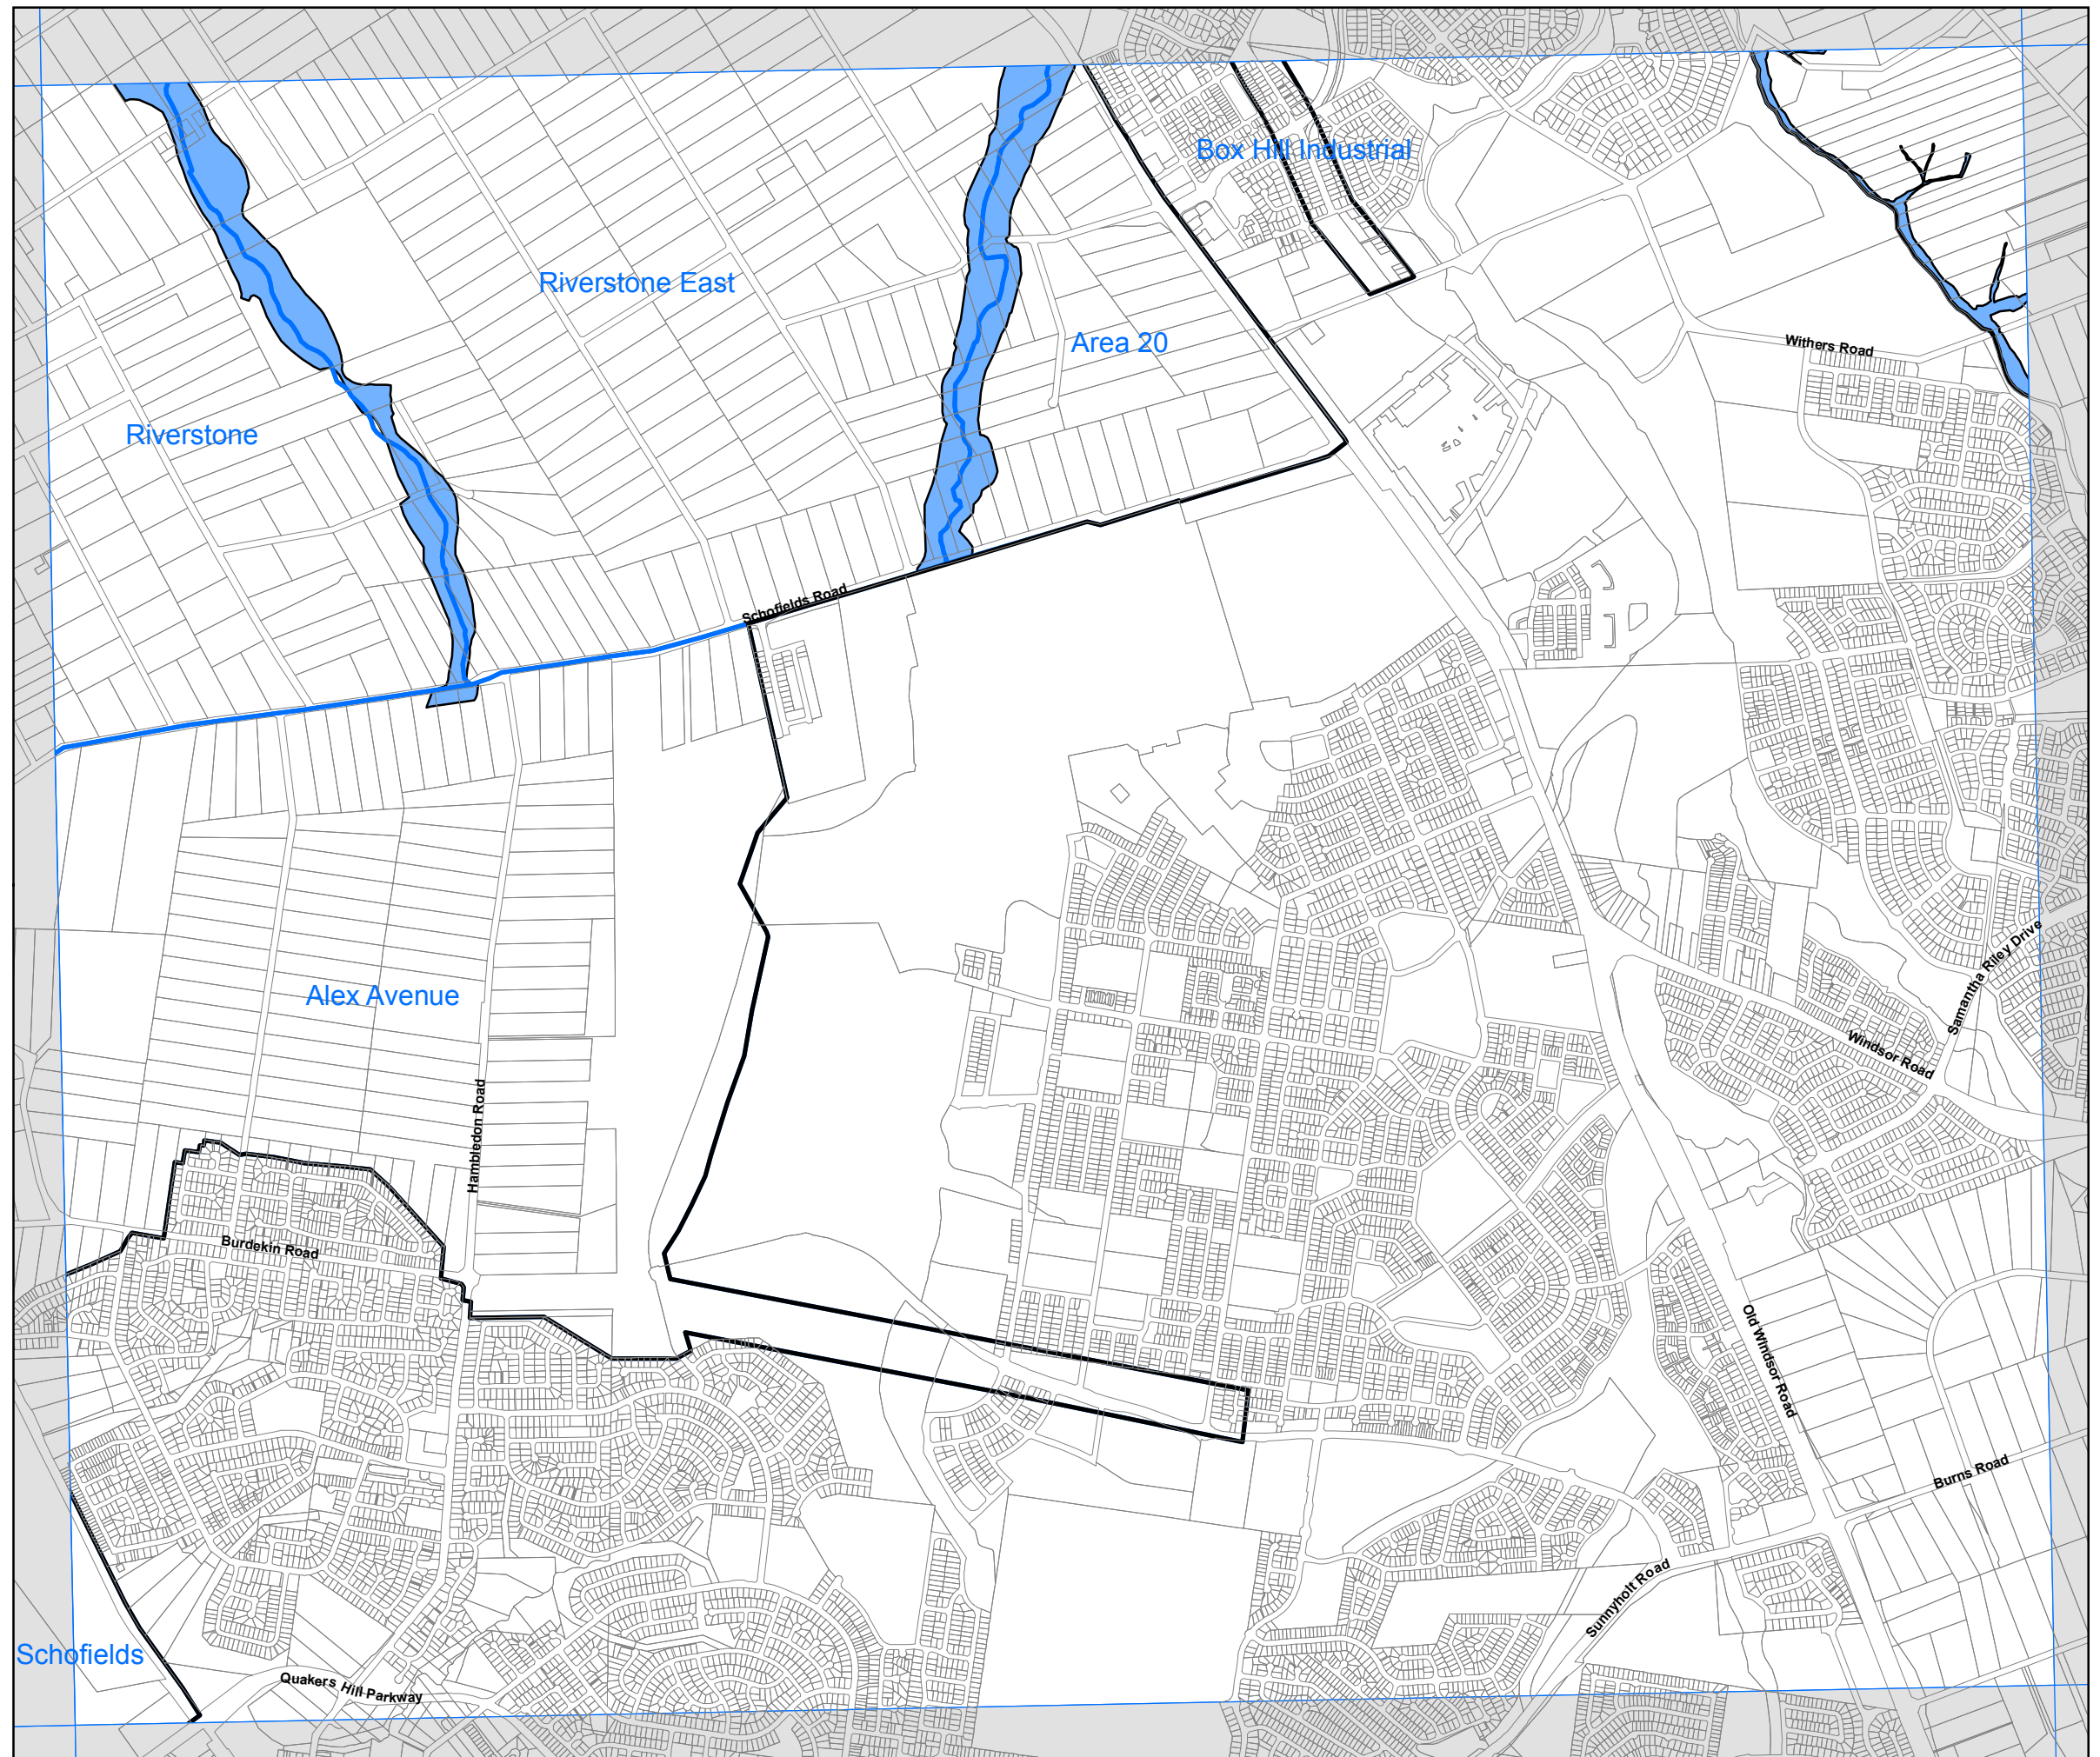 Box Hill Industrial
Riverstone East
Area 20
Withers Road
Riverstone
Schofields Road
Samantha Riley Drive
Alex Avenue
Windsor Road
Hambledon Road
Burdekin Road
Old Windsor Road
Burns Road
Sunnyholt Road
Schofields
Quakers Hill Parkway